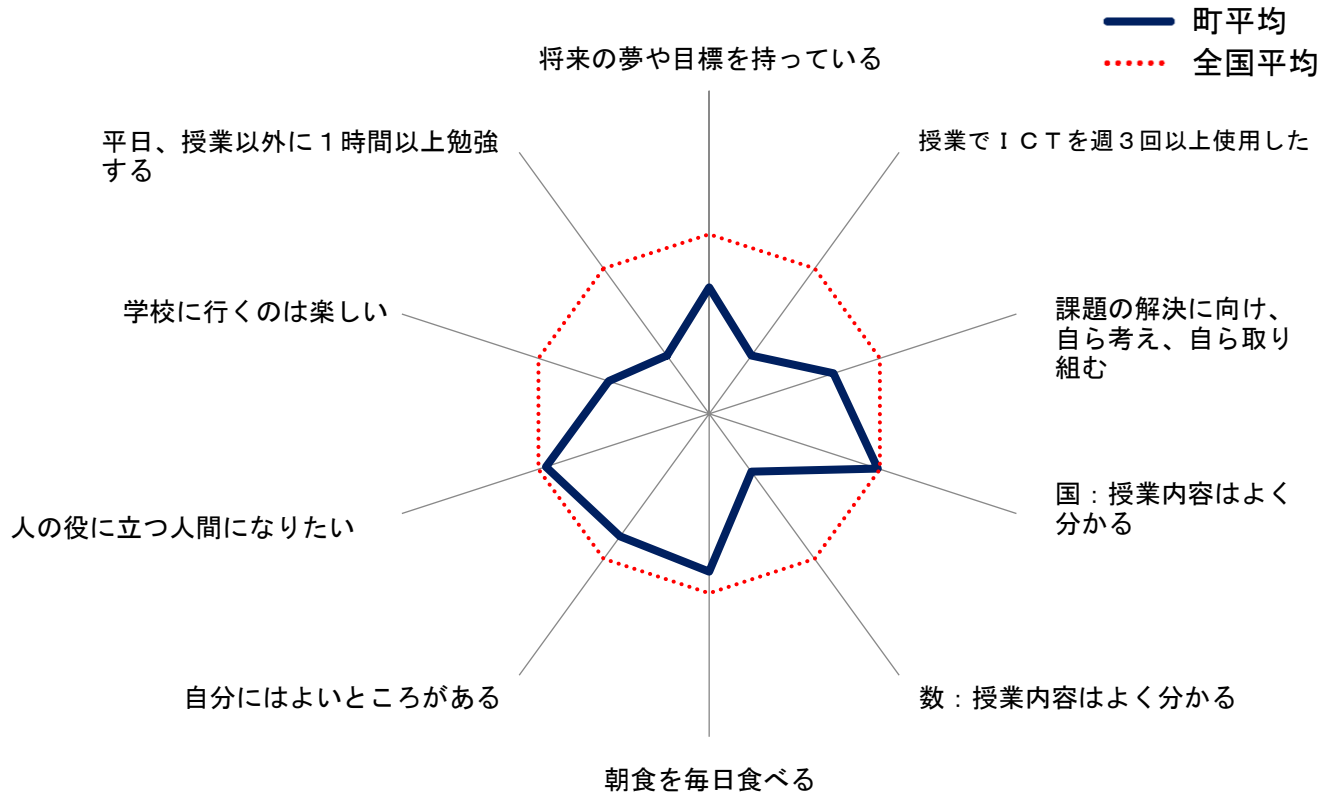 町平均
全国平均
将来の夢や目標を持っている
授業でＩＣＴを週３回以上使用した
課題の解決に向け、
自ら考え、自ら取り
組む
国：授業内容はよく
分かる
数：授業内容はよく分かる
朝食を毎日食べる
自分にはよいところがある
人の役に立つ人間になりたい
学校に行くのは楽しい
平日、授業以外に１時間以上勉強
する